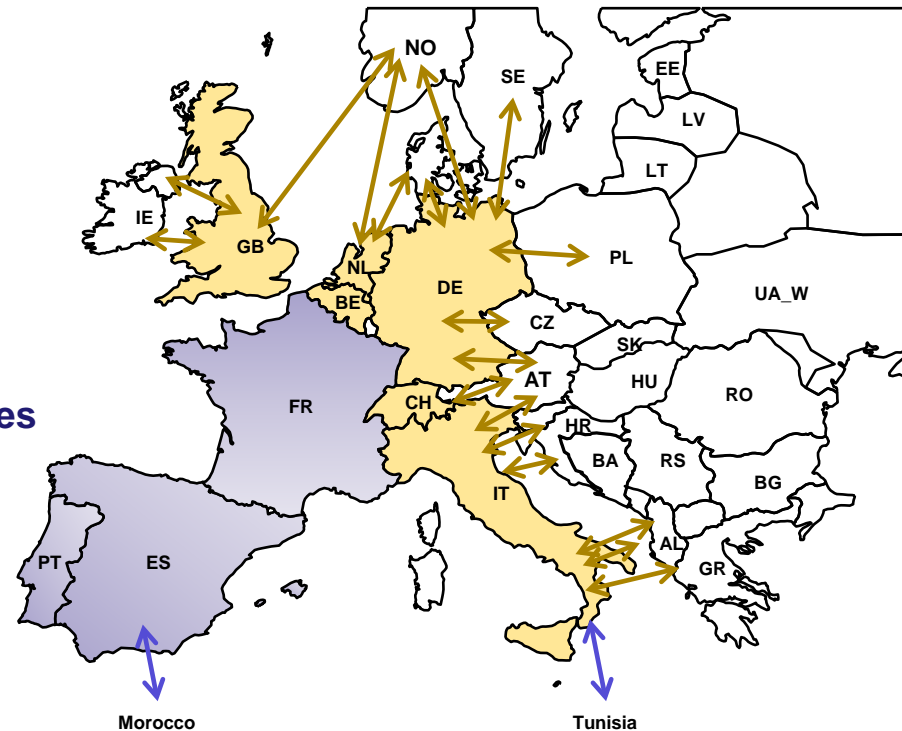 NO
SE
EE
LV
LT
IE
GB
NL
DE
PL
BE
UA_W
CZ
SK
AT
HU
RO
CH
FR
es
HR
BA
RS
BG
IT
PT
ES
AL
GR
Morocco
Tunisia